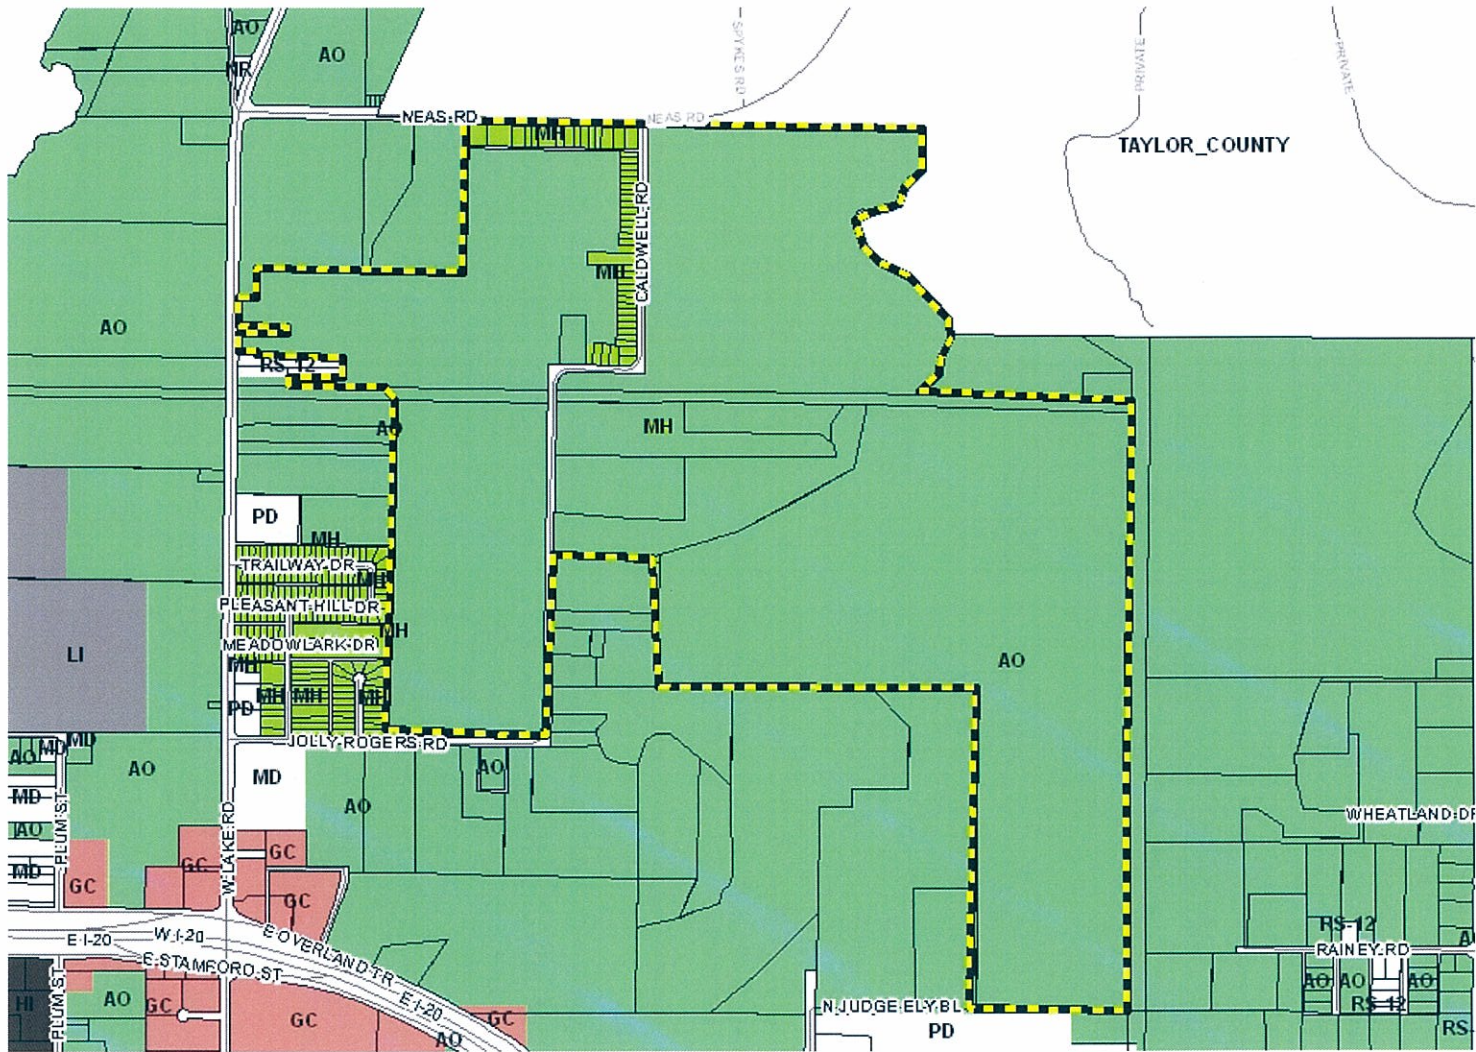 AO
AO
NR
SPYKES RD
PRIVATE
PRIVATE
NEAS RD
NEAS RD
MH
TAYLOR_COUNTY
CALDWELL RD
MH
AO
RS-12
AO
MH
PD
MH
TRAILWAY DR
MH
PLEASANT HILL DR
MH
MEADOWLARK DR
LI
MH
MH
MH
MH
PD
AO
JOLLY ROGERS RD
MD
MD
AO
AO
MD
AO
MD
AO
WHEATLAND DR
AO
PLUM ST
W LAKE RD
MD
GC
GC
GC
GC
RS-12
RAINEY RD
E I-20
W I-20
E OVERLAND TR
E STAMFORD ST
E I-20
AO
AO
AO
RS-12
HI
PLUM ST
AO
GC
GC
GC
AO
N JUDGE ELY BL
PD
RS-